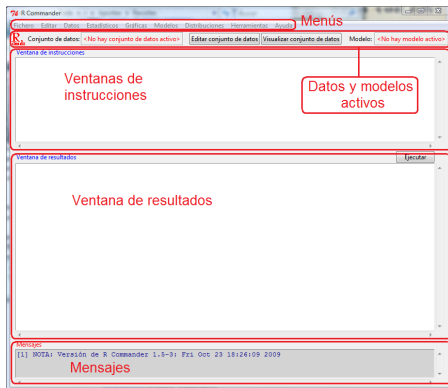 R Commander
Menús
Fichero Editar Datos Estadísticos Gráficas Modelos Distribuciones Herramientas Ayuda
Conjunto de datos: <No hay conjunto de datos activo> Editar conjunto de datos Visualizar conjunto de datos Modelo: <No hay modelo activo>
Ventana de instrucciones
Ventanas de
instrucciones
Datos y modelos
activos
Ventana de resultados
Ejecutar
Ventana de resultados
Mensajes
[1] NOTA: Versión de R Commander 1.5-3: Fri Oct 23 18:26:09 2009
Mensajes